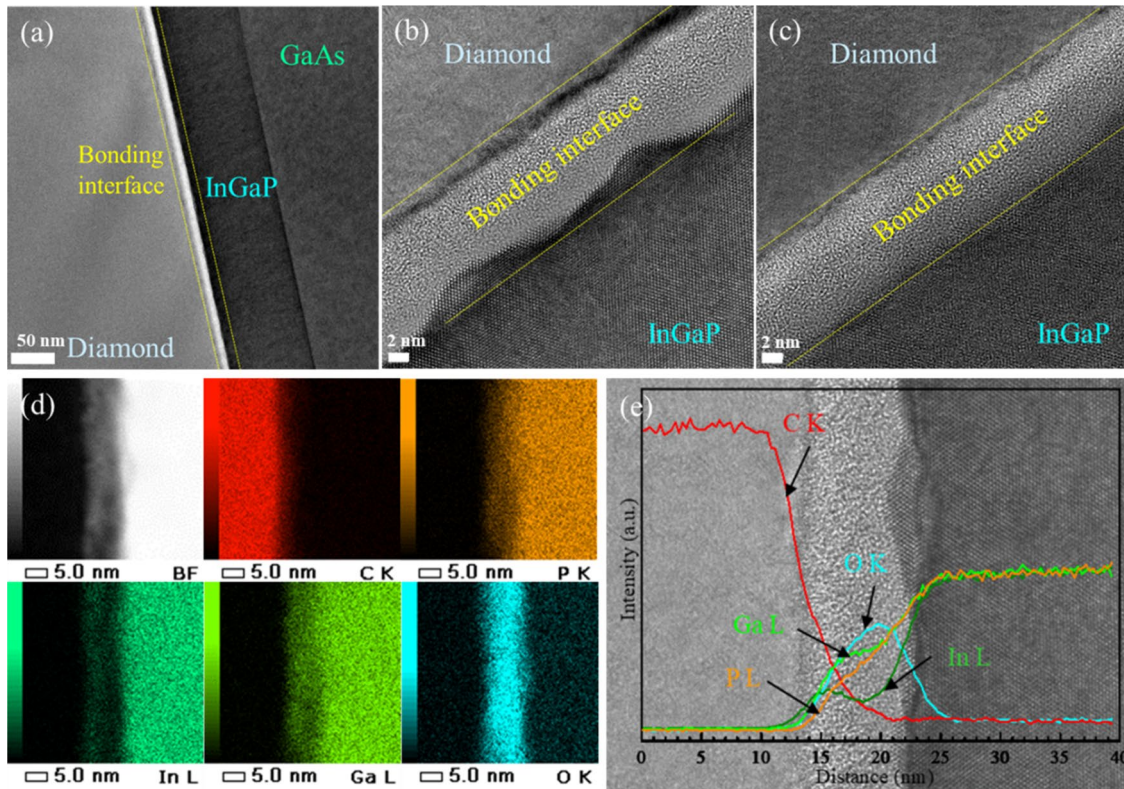 (a)
GaAs
Bonding
interface
InGaP
50 nm
Diamond
(b)
Diamond
Bonding interface
2 nm
InGaP
(c)
Diamond
Bonding interface
2 nm
InGaP
(d)
5.0 nm BF
5.0 nm C K
5.0 nm P K
5.0 nm In L
5.0 nm Ga L
5.0 nm O K
(e)
C K
O K
Ga L
P L
In L
Intensity (a.u.)
0 5 10 15 20 25 30 35 40
Distance (nm)